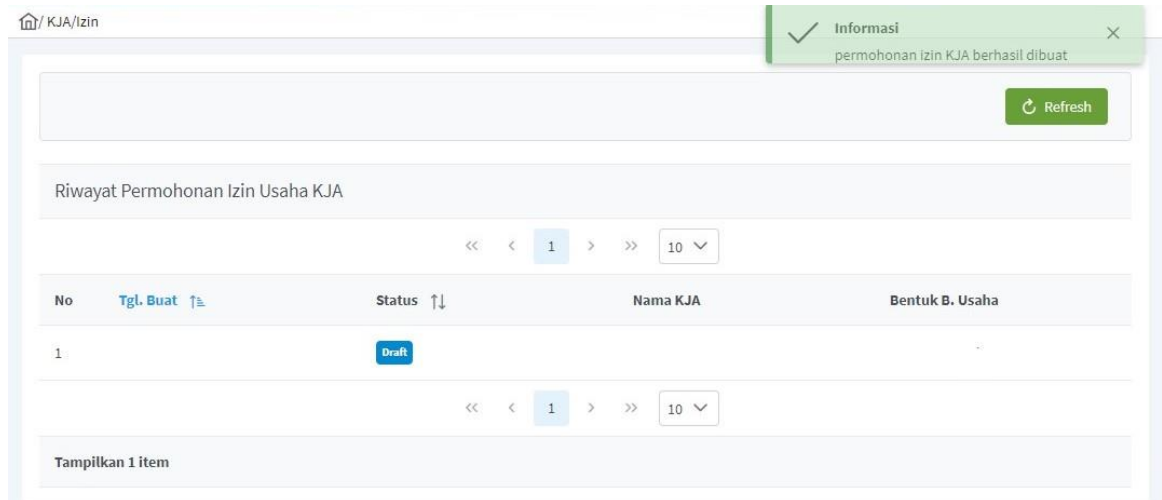 / KJA/Izin
Informasi
permohonan izin KJA berhasil dibuat
Refresh
Riwayat Permohonan Izin Usaha KJA
<< < 1 > >> 10
No Tgl. Buat Status Nama KJA Bentuk B. Usaha
1 Draft
<< < 1 > >> 10
Tampilkan 1 item